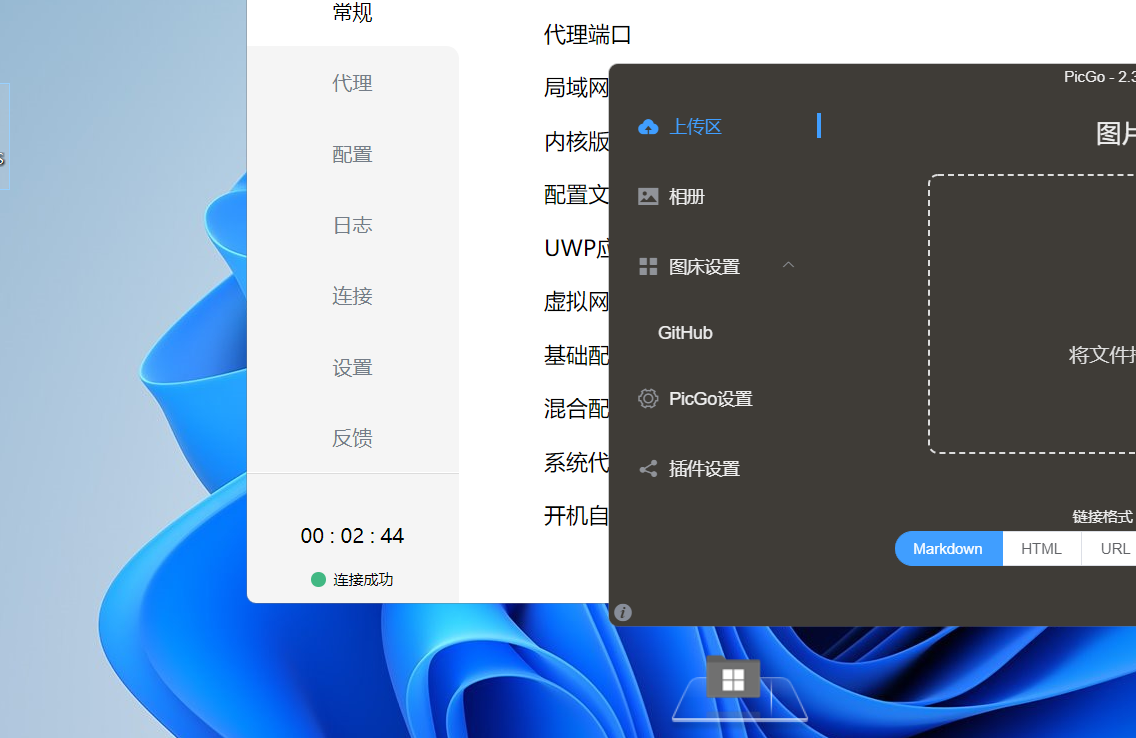 常规
代理
配置
日志
连接
设置
反馈
00 : 02 : 44
连接成功
代理端口
局域网
内核版
配置文
UWP应
虚拟网
基础配
混合配
系统代
开机自
PicGo - 2.3
上传区
相册
图床设置
GitHub
PicGo设置
插件设置
图片
将文件拖
链接格式
Markdown
HTML
URL